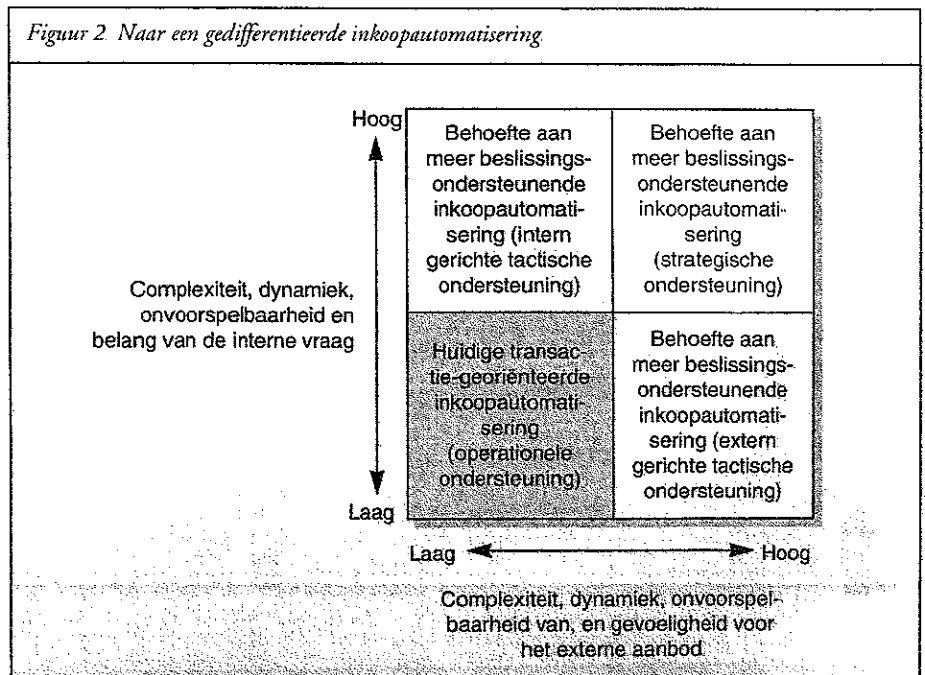 Figuur 2. Naar een gedifferentieerde inkoopautomatisering.
Hoog
Behoefte aan
meer beslissings-
ondersteunende
inkoopautomati-
sering (intern
gerichte tactische
ondersteuning)
Behoefte aan
meer beslissings-
ondersteunende
inkoopautomati-
sering
(strategische
ondersteuning)
Complexiteit, dynamiek,
onvoorspelbaarheid en
belang van de interne vraag
Huidige transac-
tie-georiënteerde
inkoopautomati-
sering
(operationele
ondersteuning)
Behoefte aan
meer beslissings-
ondersteunende
inkoopautomati-
sering (extern
gerichte tactische
ondersteuning)
Laag
Laag
Hoog
Complexiteit, dynamiek, onvoorspel-
baarheid van, en gevoeligheid voor
het externe aanbod